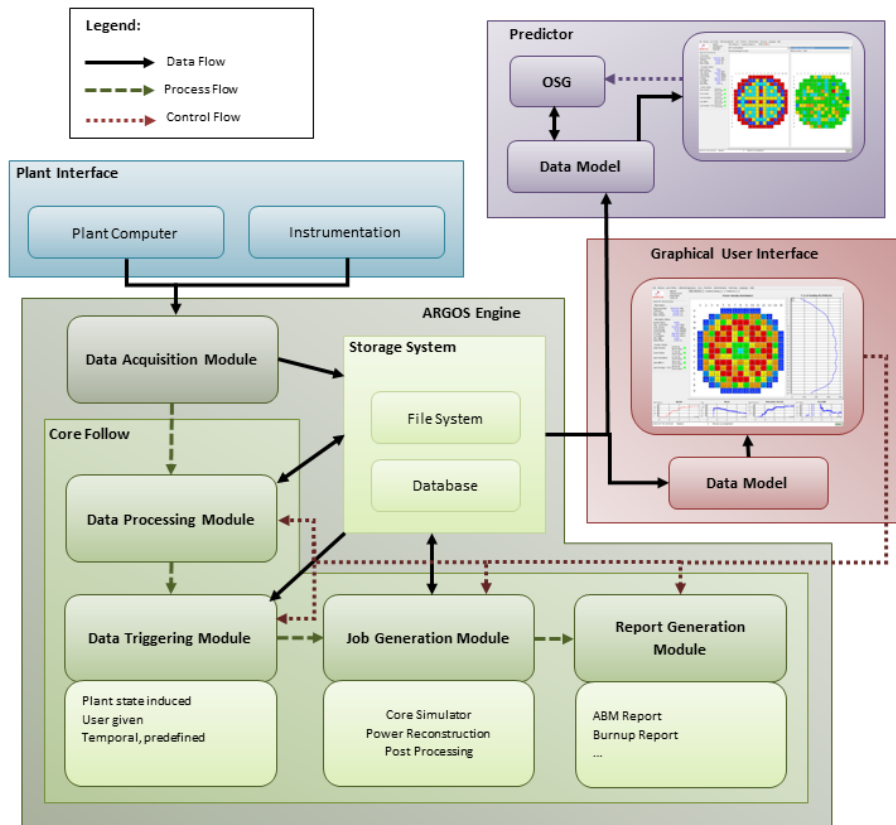 Legend:
Data Flow
Process Flow
Control Flow
Predictor
OSG
Data Model
Plant Interface
Plant Computer
Instrumentation
Graphical User Interface
Data Model
ARGOS Engine
Data Acquisition Module
Storage System
File System
Database
Core Follow
Data Processing Module
Data Triggering Module
Plant state induced
User given
Temporal, predefined
Job Generation Module
Core Simulator
Power Reconstruction
Post Processing
Report Generation
Module
ABM Report
Burnup Report
...